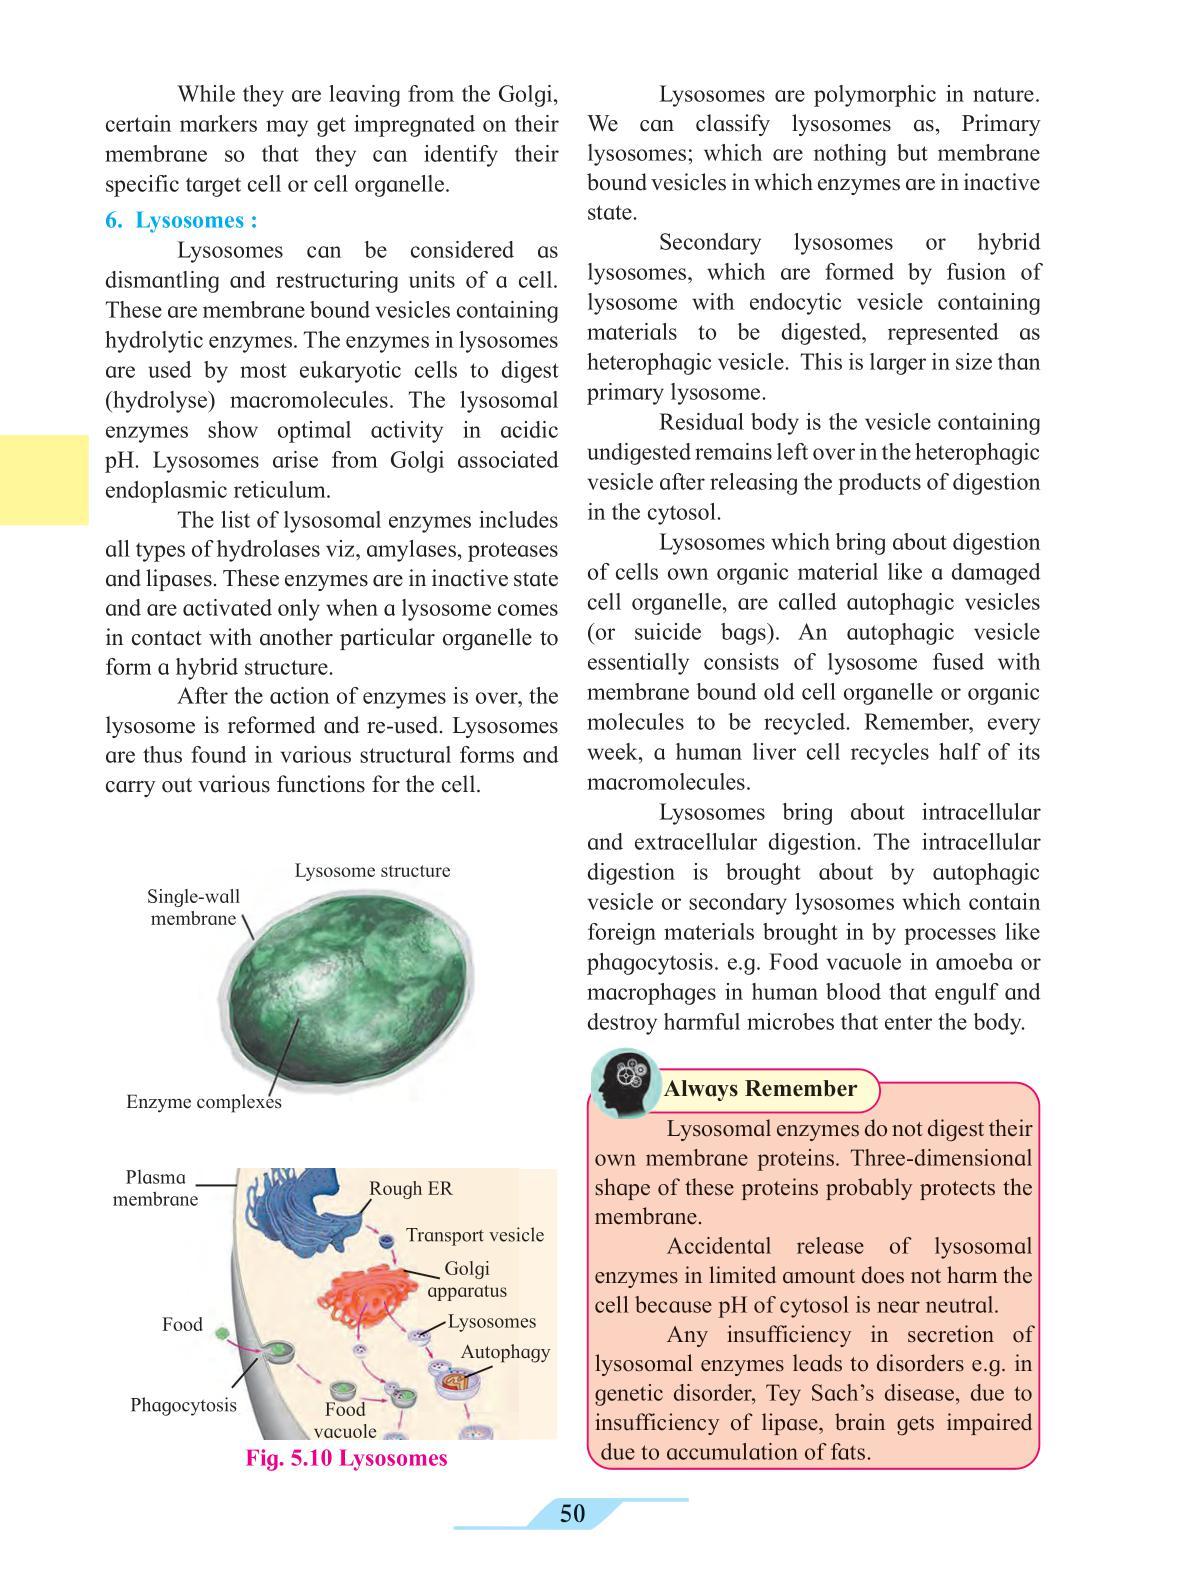 While they are leaving from the Golgi,
certain markers may get impregnated on their
membrane so that they can identify their
specific target cell or cell organelle.
6. Lysosomes :
Lysosomes can be considered as
dismantling and restructuring units of a cell.
These are membrane bound vesicles containing
hydrolytic enzymes. The enzymes in lysosomes
are used by most eukaryotic cells to digest
(hydrolyse) macromolecules. The lysosomal
enzymes show optimal activity in acidic
pH. Lysosomes arise from Golgi associated
endoplasmic reticulum.
The list of lysosomal enzymes includes
all types of hydrolases viz, amylases, proteases
and lipases. These enzymes are in inactive state
and are activated only when a lysosome comes
in contact with another particular organelle to
form a hybrid structure.
After the action of enzymes is over, the
lysosome is reformed and re-used. Lysosomes
are thus found in various structural forms and
carry out various functions for the cell.
Lysosome structure
Single-wall
membrane
Enzyme complexes
Plasma
membrane
Rough ER
Transport vesicle
Golgi
apparatus
Food
Lysosomes
Autophagy
Phagocytosis
Food
vacuole
Fig. 5.10 Lysosomes
Lysosomes are polymorphic in nature.
We can classify lysosomes as, Primary
lysosomes; which are nothing but membrane
bound vesicles in which enzymes are in inactive
state.
Secondary lysosomes or hybrid
lysosomes, which are formed by fusion of
lysosome with endocytic vesicle containing
materials to be digested, represented as
heterophagic vesicle. This is larger in size than
primary lysosome.
Residual body is the vesicle containing
undigested remains left over in the heterophagic
vesicle after releasing the products of digestion
in the cytosol.
Lysosomes which bring about digestion
of cells own organic material like a damaged
cell organelle, are called autophagic vesicles
(or suicide bags). An autophagic vesicle
essentially consists of lysosome fused with
membrane bound old cell organelle or organic
molecules to be recycled. Remember, every
week, a human liver cell recycles half of its
macromolecules.
Lysosomes bring about intracellular
and extracellular digestion. The intracellular
digestion is brought about by autophagic
vesicle or secondary lysosomes which contain
foreign materials brought in by processes like
phagocytosis. e.g. Food vacuole in amoeba or
macrophages in human blood that engulf and
destroy harmful microbes that enter the body.
Always Remember
Lysosomal enzymes do not digest their
own membrane proteins. Three-dimensional
shape of these proteins probably protects the
membrane.
Accidental release of lysosomal
enzymes in limited amount does not harm the
cell because pH of cytosol is near neutral.
Any insufficiency in secretion of
lysosomal enzymes leads to disorders e.g. in
genetic disorder, Tey Sach’s disease, due to
insufficiency of lipase, brain gets impaired
due to accumulation of fats.
50